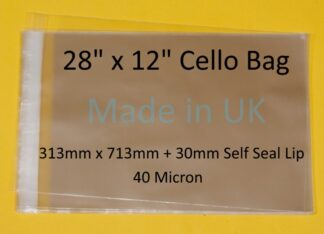 28" x 12" Cello Bag
Made in UK
313mm x 713mm + 30mm Self Seal Lip
40 Micron